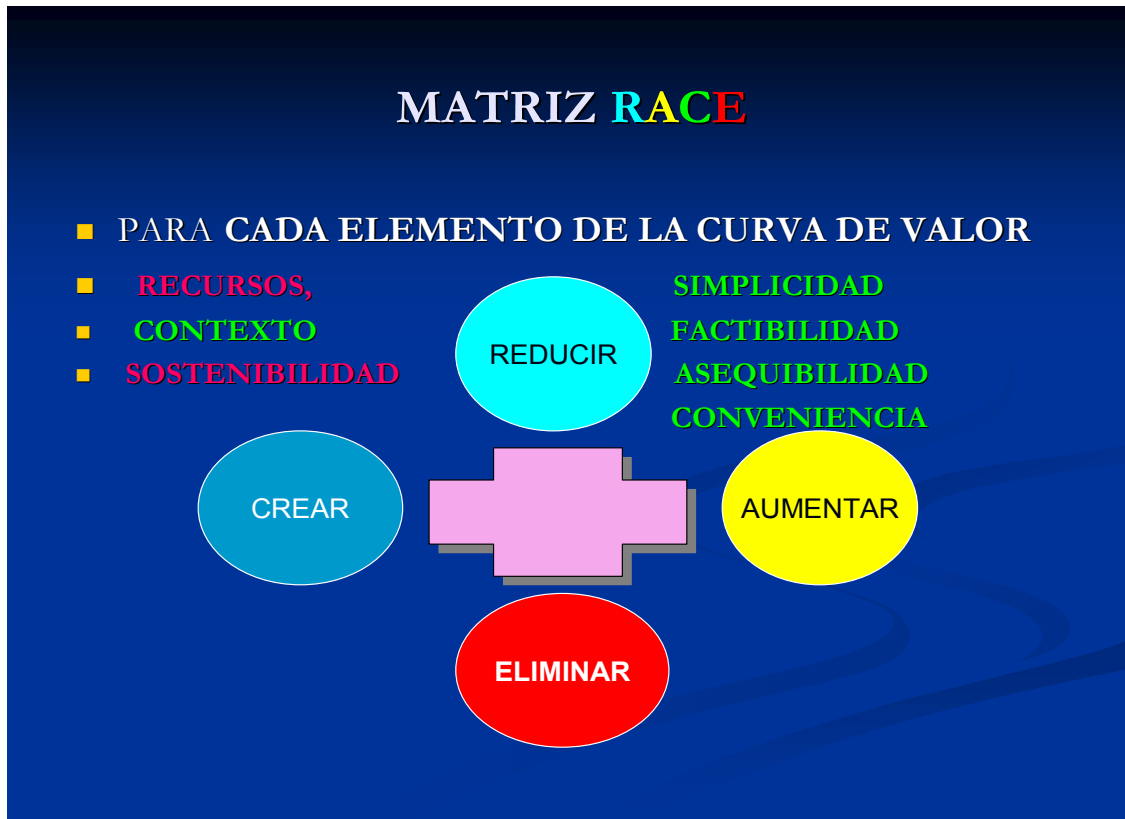 MATRIZ RACE
PARA CADA ELEMENTO DE LA CURVA DE VALOR
RECURSOS, SIMPLICIDAD
CONTEXTO FACTIBILIDAD
SOSTENIBILIDAD ASEQUIBILIDAD
CONVENIENCIA
REDUCIR
CREAR
AUMENTAR
ELIMINAR